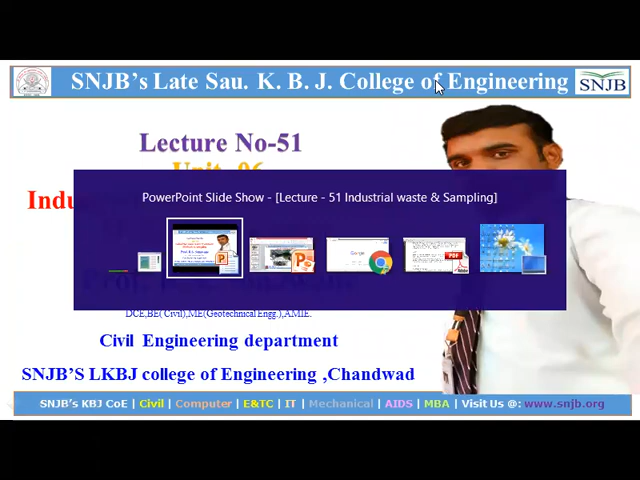 SNJB's Late Sau. K. B. J. College of Engineering
SNJB
Lecture No-51
Indu
PowerPoint Slide Show - [Lecture - 51 Industrial waste & Sampling]
Google
PDF
DCE,BE( Civil),ME(Geotechnical Engg.),AMIE.
Civil Engineering department
SNJB'S LKBJ college of Engineering ,Chandwad
SNJB's KBJ CoE | Civil | Computer | E&TC | IT | Mechanical | AIDS | MBA | Visit Us @: www.snjb.org